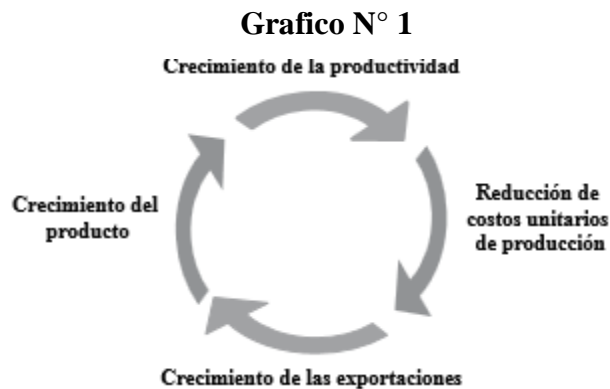 Grafico N° 1
Crecimiento de la productividad
Reducción de
costos unitarios
de producción
Crecimiento de las exportaciones
Crecimiento del
producto